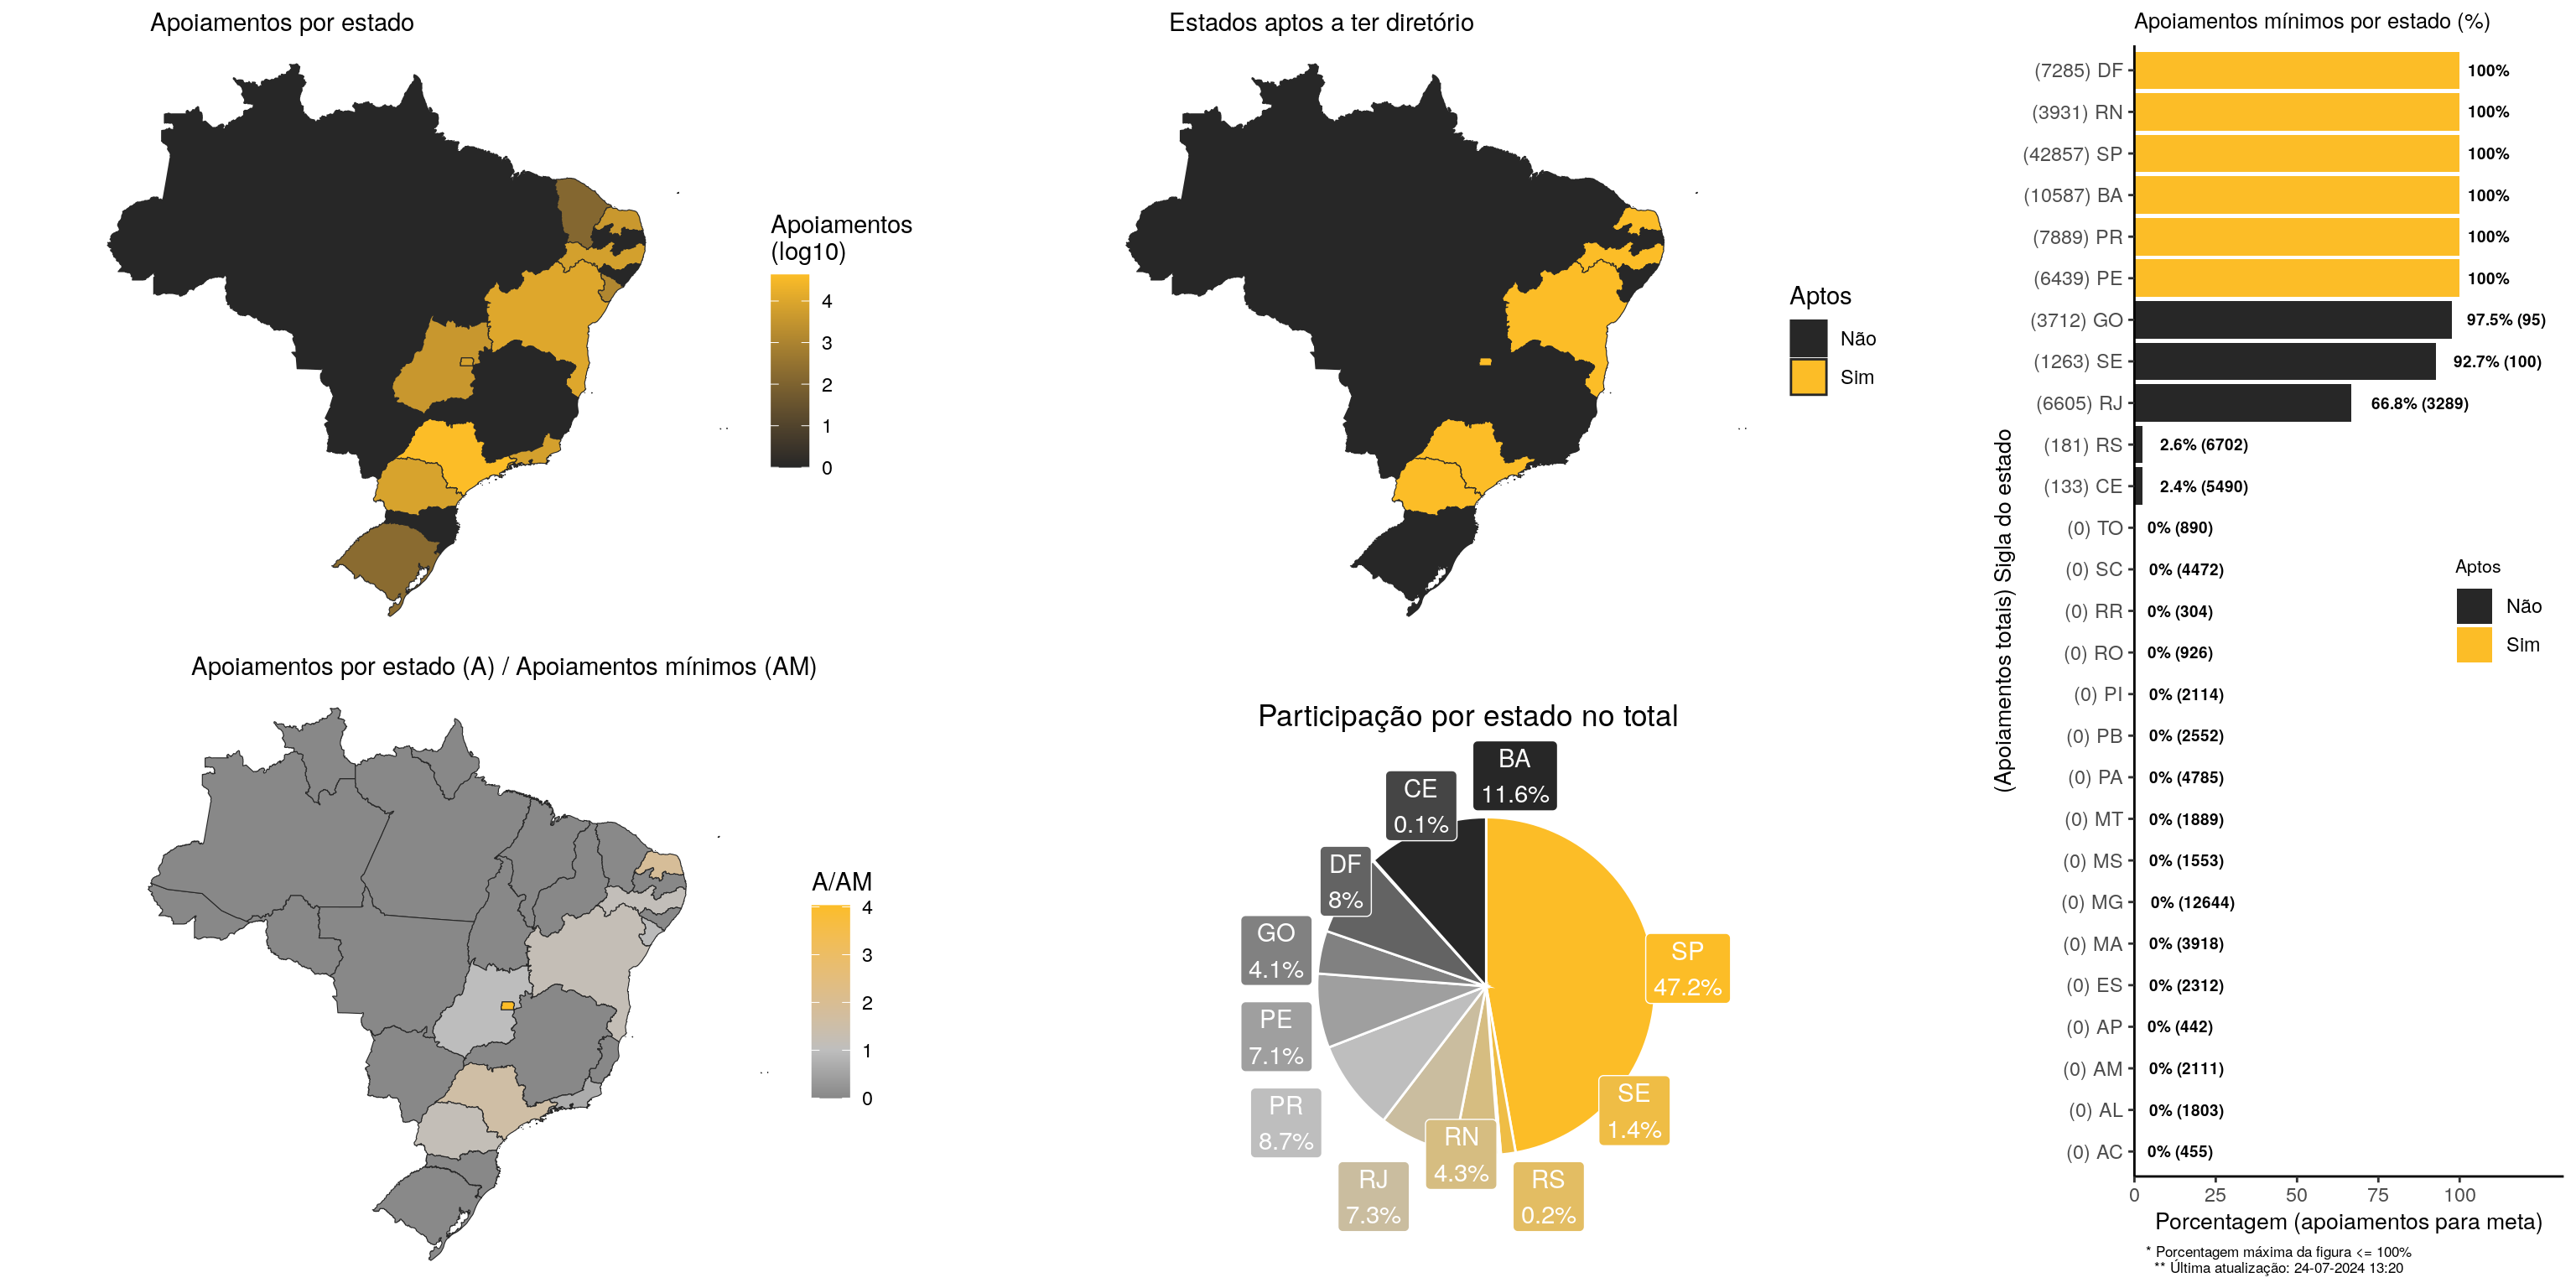 Apoiamentos por estado
Apoiamentos
(log10)
4
3
2
1
0
Estados aptos a ter diretório
Aptos
Não
Sim
Apoiamentos por estado (A) / Apoiamentos mínimos (AM)
A/AM
4
3
2
1
0
Participação por estado no total
BA
11.6%
CE
0.1%
DF
8%
GO
4.1%
PE
7.1%
PR
8.7%
RJ
7.3%
RN
4.3%
RS
0.2%
SE
1.4%
SP
47.2%
Apoiamentos mínimos por estado (%)
(Apoiamentos totais) Sigla do estado
(7285) DF 100%
(3931) RN 100%
(42857) SP 100%
(10587) BA 100%
(7889) PR 100%
(6439) PE 100%
(3712) GO 97.5% (95)
(1263) SE 92.7% (100)
(6605) RJ 66.8% (3289)
(181) RS 2.6% (6702)
(133) CE 2.4% (5490)
(0) TO 0% (890)
(0) SC 0% (4472)
(0) RR 0% (304)
(0) RO 0% (926)
(0) PI 0% (2114)
(0) PB 0% (2552)
(0) PA 0% (4785)
(0) MT 0% (1889)
(0) MS 0% (1553)
(0) MG 0% (12644)
(0) MA 0% (3918)
(0) ES 0% (2312)
(0) AP 0% (442)
(0) AM 0% (2111)
(0) AL 0% (1803)
(0) AC 0% (455)
Aptos
Não
Sim
0 25 50 75 100
Porcentagem (apoiamentos para meta)
* Porcentagem máxima da figura <= 100%
** Última atualização: 24-07-2024 13:20